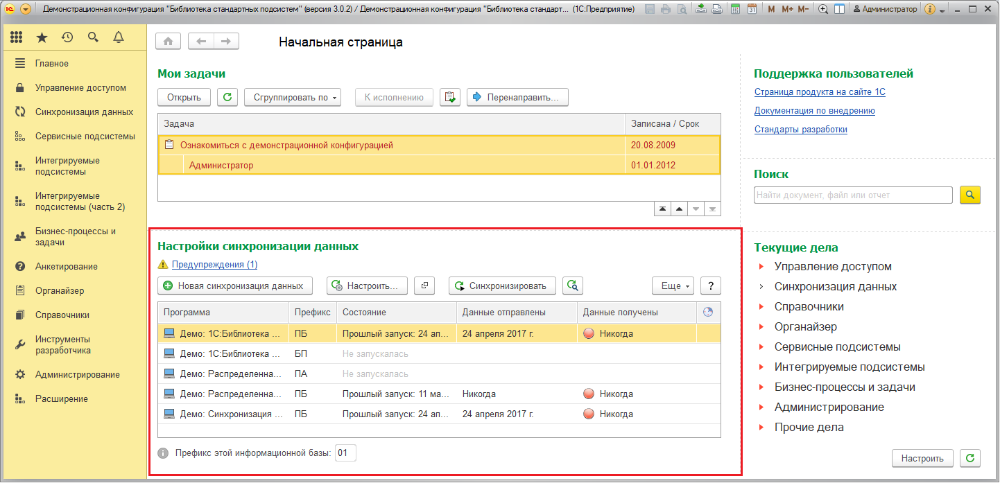 Демонстрационная конфигурация "Библиотека стандартных подсистем" (версия 3.0.2) / Демонстрационная конфигурация "Библиотека стандарт... (1С:Предприятие)
31 M M+ M- Администратор
Главное
Управление доступом
Синхронизация данных
Сервисные подсистемы
Интегрируемые
подсистемы
Интегрируемые
подсистемы (часть 2)
Бизнес-процессы и
задачи
Анкетирование
Органайзер
Справочники
Инструменты
разработчика
Администрирование
Расширение
Начальная страница
Мои задачи
Открыть Сгруппировать по К исполнению Перенаправить...
Задача Записана / Срок
Ознакомиться с демонстрационной конфигурацией 20.08.2009
Администратор 01.01.2012
Настройки синхронизации данных
Предупреждения (1)
Новая синхронизация данных Настроить... Синхронизировать Еще ?
Программа Префикс Состояние Данные отправлены Данные получены
Демо: 1С:Библиотека ... ПБ Прошлый запуск: 24 ап... 24 апреля 2017 г. Никогда
Демо: 1С:Библиотека ... БП Не запускалась
Демо: Распределенна... ПА Не запускалась
Демо: Распределенна... ПБ Прошлый запуск: 11 ма... Никогда Никогда
Демо: Синхронизация ... ПБ Прошлый запуск: 24 ап... 24 апреля 2017 г. Никогда
Префикс этой информационной базы: 01
Поддержка пользователей
Страница продукта на сайте 1С
Документация по внедрению
Стандарты разработки
Поиск
Найти документ, файл или отчет
Текущие дела
Управление доступом
Синхронизация данных
Справочники
Органайзер
Сервисные подсистемы
Интегрируемые подсистемы
Бизнес-процессы и задачи
Администрирование
Прочие дела
Настроить